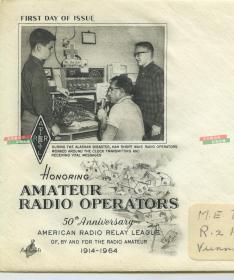 FIRST DAY OF ISSUE
DURING THE ALASKAN DISASTER, HAM SHORT WAVE RADIO OPERATORS
WORKED AROUND THE CLOCK TRANSMITTING AND
RECEIVING VITAL MESSAGES
HONORING
AMATEUR
RADIO OPERATORS
50th Anniversary
AMERICAN RADIO RELAY LEAGUE
OF, BY AND FOR THE RADIO AMATEUR
1914-1964
M.E.
R-2